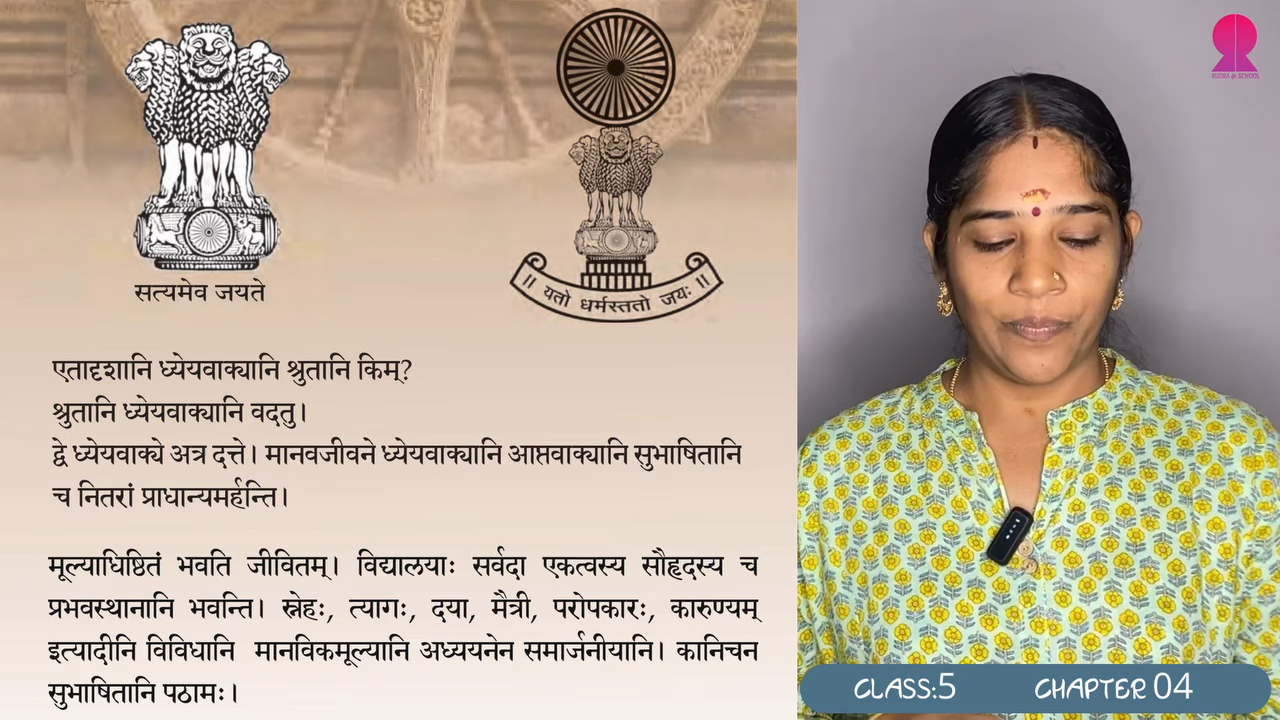 सत्यमेव जयते
॥ यतो धर्मस्ततो जयः ॥
एतादृशानि ध्येयवाक्यानि श्रुतानि किम्?
श्रुतानि ध्येयवाक्यानि वदतु।
द्वे ध्येयवाक्ये अत्र दत्ते। मानवजीवने ध्येयवाक्यानि आप्तवाक्यानि सुभाषितानि
च नितरां प्राधान्यमर्हन्ति।
मूल्याधिष्ठितं भवति जीवितम्। विद्यालयाः सर्वदा एकत्वस्य सौहृदस्य च
प्रभवस्थानानि भवन्ति। स्नेहः, त्यागः, दया, मैत्री, परोपकारः, कारुण्यम्
इत्यादीनि विविधानि मानविकमूल्यानि अध्ययनेन समार्जनीयानि। कानिचन
सुभाषितानि पठामः।
RUDRA @ SCHOOL
CLASS:5 CHAPTER 04